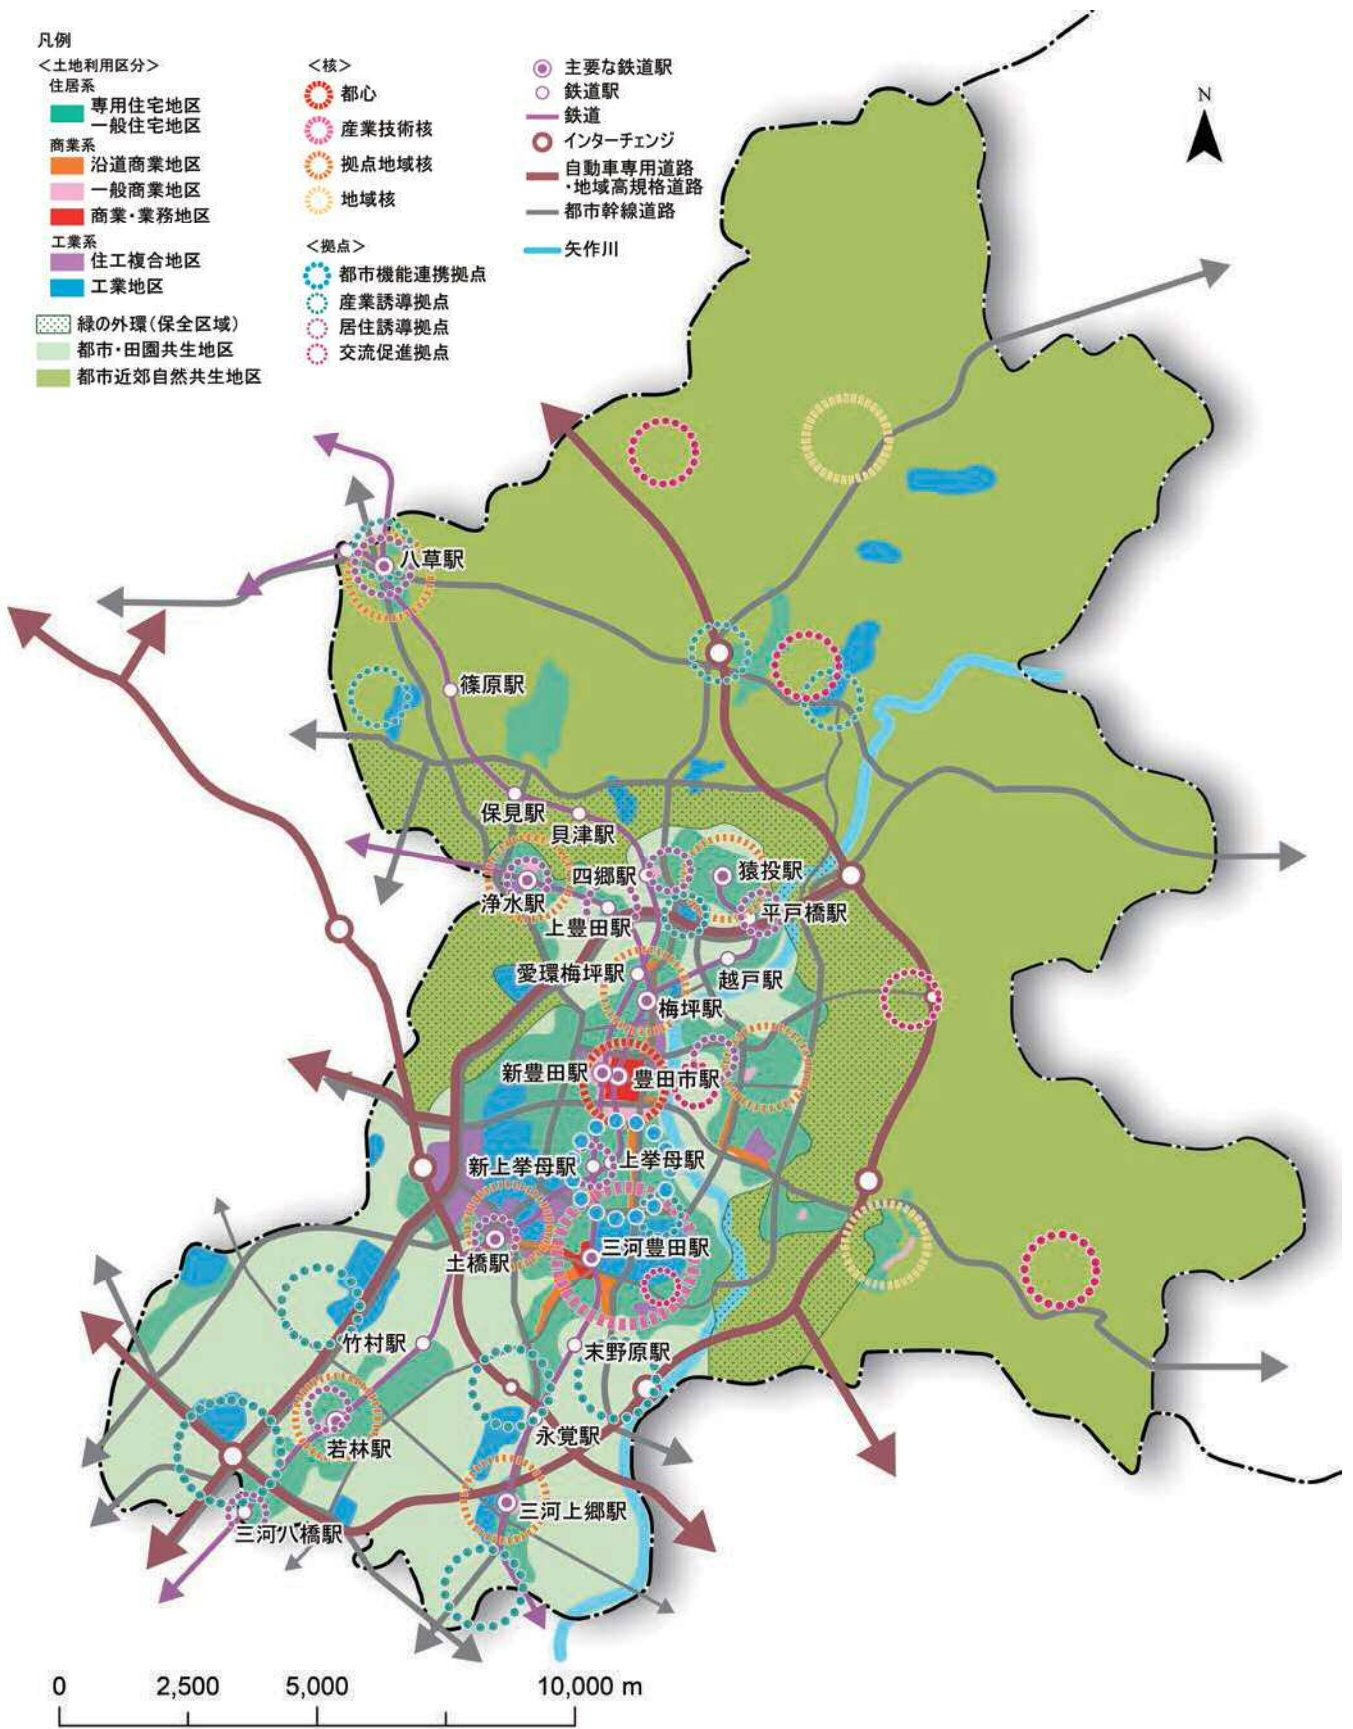 凡例
＜土地利用区分＞
住居系
専用住宅地区
一般住宅地区
商業系
沿道商業地区
一般商業地区
商業・業務地区
工業系
住工複合地区
工業地区
緑の外環（保全区域）
都市・田園共生地区
都市近郊自然共生地区
＜核＞
都心
産業技術核
拠点地域核
地域核
＜拠点＞
都市機能連携拠点
産業誘導拠点
居住誘導拠点
交流促進拠点
主要な鉄道駅
鉄道駅
鉄道
インターチェンジ
自動車専用道路
・地域高規格道路
都市幹線道路
矢作川
N
八草駅
篠原駅
保見駅
貝津駅
四郷駅
猿投駅
浄水駅
上豊田駅
平戸橋駅
愛環梅坪駅
越戸駅
梅坪駅
新豊田駅
豊田市駅
新上挙母駅
上挙母駅
土橋駅
三河豊田駅
竹村駅
末野原駅
若林駅
永覚駅
三河上郷駅
三河八橋駅
0
2,500
5,000
10,000 m